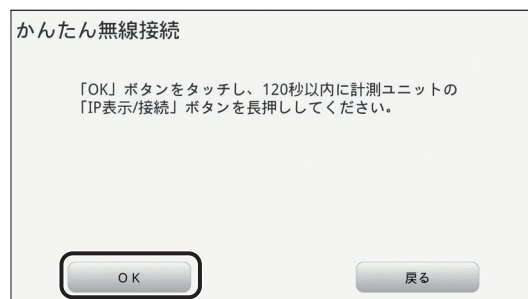 かんたん無線接続
「OK」ボタンをタッチし、120秒以内に計測ユニットの
「IP表示/接続」ボタンを長押ししてください。
OK
戻る